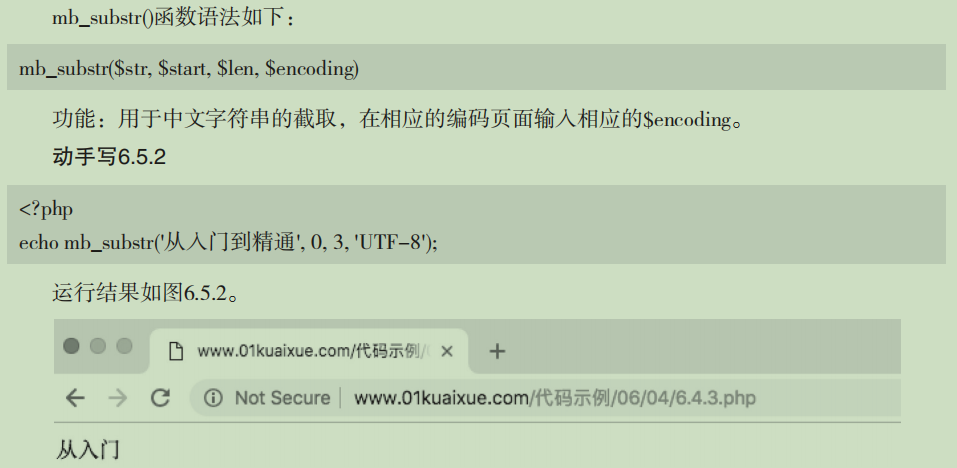 mb_substr()函数语法如下：
mb_substr($str, $start, $len, $encoding)
功能：用于中文字符串的截取，在相应的编码页面输入相应的$encoding。
动手写6.5.2
<?php
echo mb_substr('从入门到精通', 0, 3, 'UTF-8');
运行结果如图6.5.2。
www.01kuaixue.com/代码示例/
Not Secure | www.01kuaixue.com/代码示例/06/04/6.4.3.php
从入门